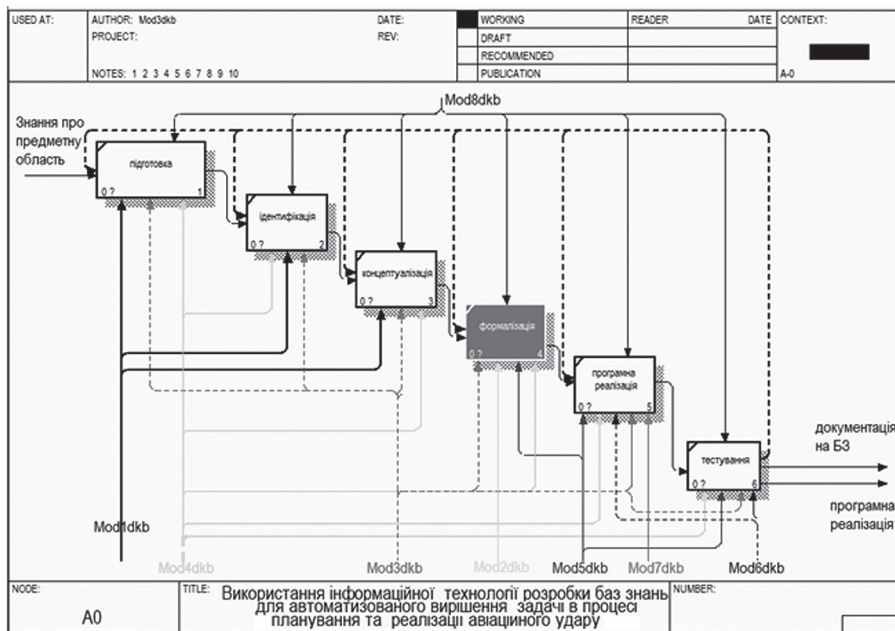 USED AT: AUTHOR: Mod3dkb DATE: WORKING READER DATE CONTEXT:
PROJECT: REV: DRAFT
RECOMMENDED
NOTES: 1 2 3 4 5 6 7 8 9 10 PUBLICATION A-0
Mod8dkb
Знання про
предметну
область
підготовка
0 ? 1
ідентифікація
0 ? 2
концептуалізація
0 ? 3
формалізація
0 ? 4
програмна
реалізація
0 ? 5
тестування
0 ? 6
документація
на БЗ
програмна
реалізація
Mod1dkb
Mod4dkb Mod3dkb Mod2dkb Mod5dkb Mod7dkb Mod6dkb
NODE: TITLE: NUMBER:
A0
Використання інформаційної технології розробки баз знань
для автоматизованого вирішення задачі в процесі
планування та реалізації авіаційного удару